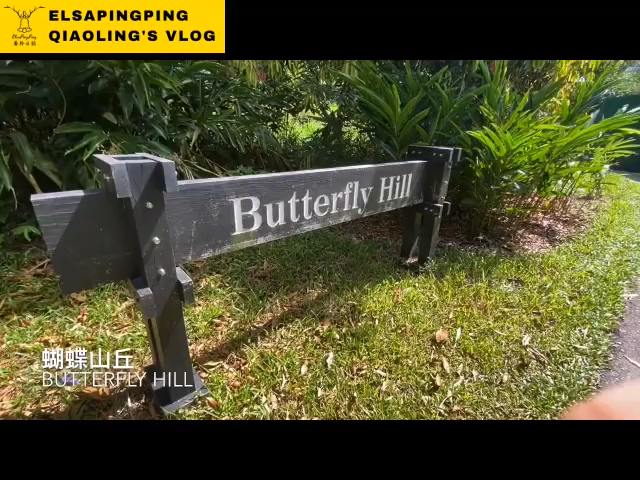 ELSAPINGPING
QIAOLING'S VLOG
Butterfly Hill
蝴蝶山丘
BUTTERFLY HILL